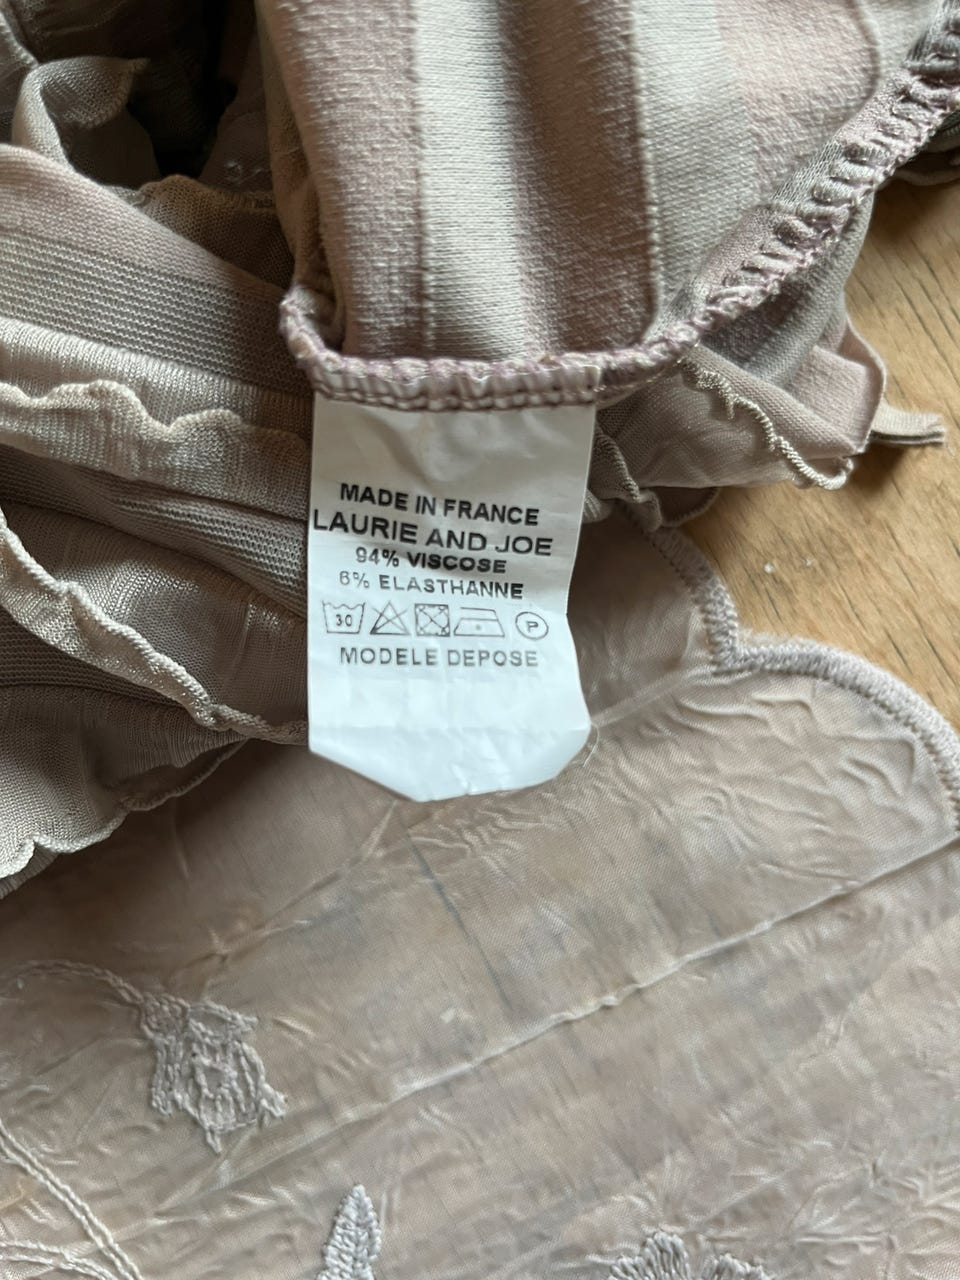 MADE IN FRANCE
LAURIE AND JOE
94% VISCOSE
6% ELASTHANNE
30 P
MODELE DEPOSE